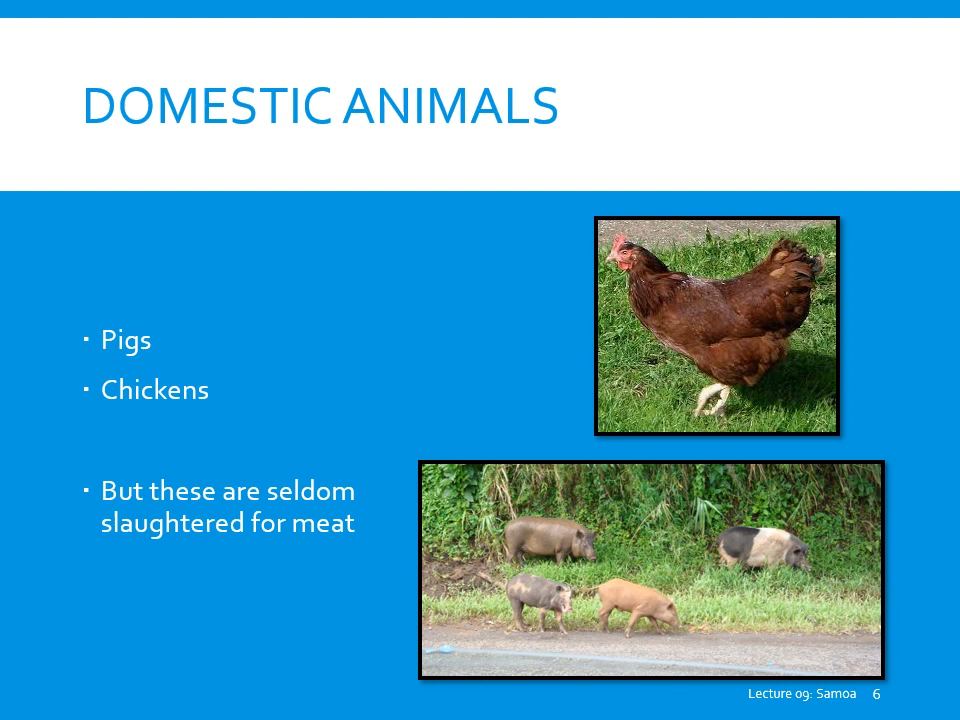 DOMESTIC ANIMALS
▪ Pigs
▪ Chickens
▪ But these are seldom
slaughtered for meat
Lecture 09: Samoa 6